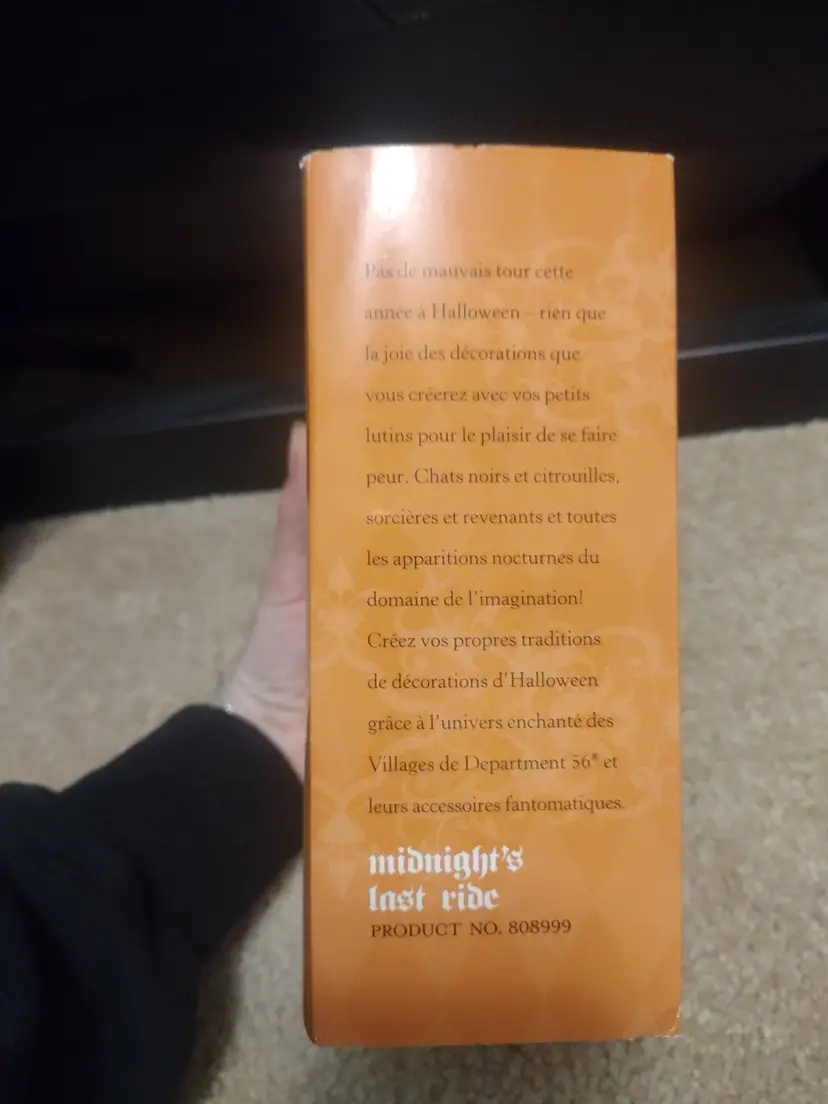 Pas de mauvais tour cette
année à Halloween – rien que
la joie des décorations que
vous créerez avec vos petits
lutins pour le plaisir de se faire
peur. Chats noirs et citrouilles,
sorcières et revenants et toutes
les apparitions nocturnes du
domaine de l'imagination!
Créez vos propres traditions
de décorations d'Halloween
grâce à l'univers enchanté des
Villages de Department 56® et
leurs accessoires fantomatiques.
midnight's
last ride
PRODUCT NO. 808999